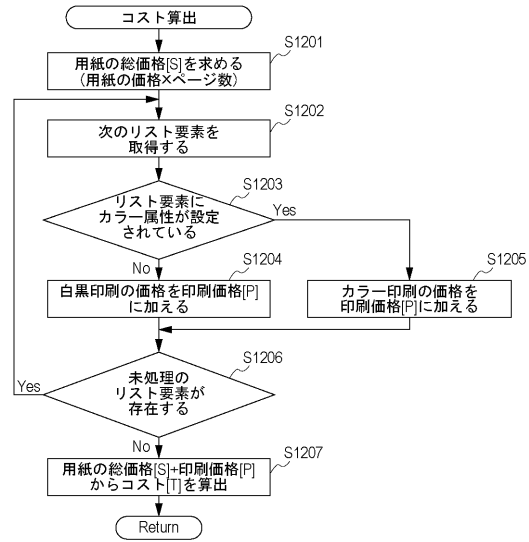 コスト算出
S1201
用紙の総価格[S]を求める
(用紙の価格×ページ数)
S1202
次のリスト要素を
取得する
S1203
リスト要素に
カラー属性が設定
されている
Yes
No
S1204
白黒印刷の価格を印刷価格[P]
に加える
S1205
カラー印刷の価格を
印刷価格[P]に加える
S1206
未処理の
リスト要素が
存在する
Yes
No
S1207
用紙の総価格[S]+印刷価格[P]
からコスト[T]を算出
Return